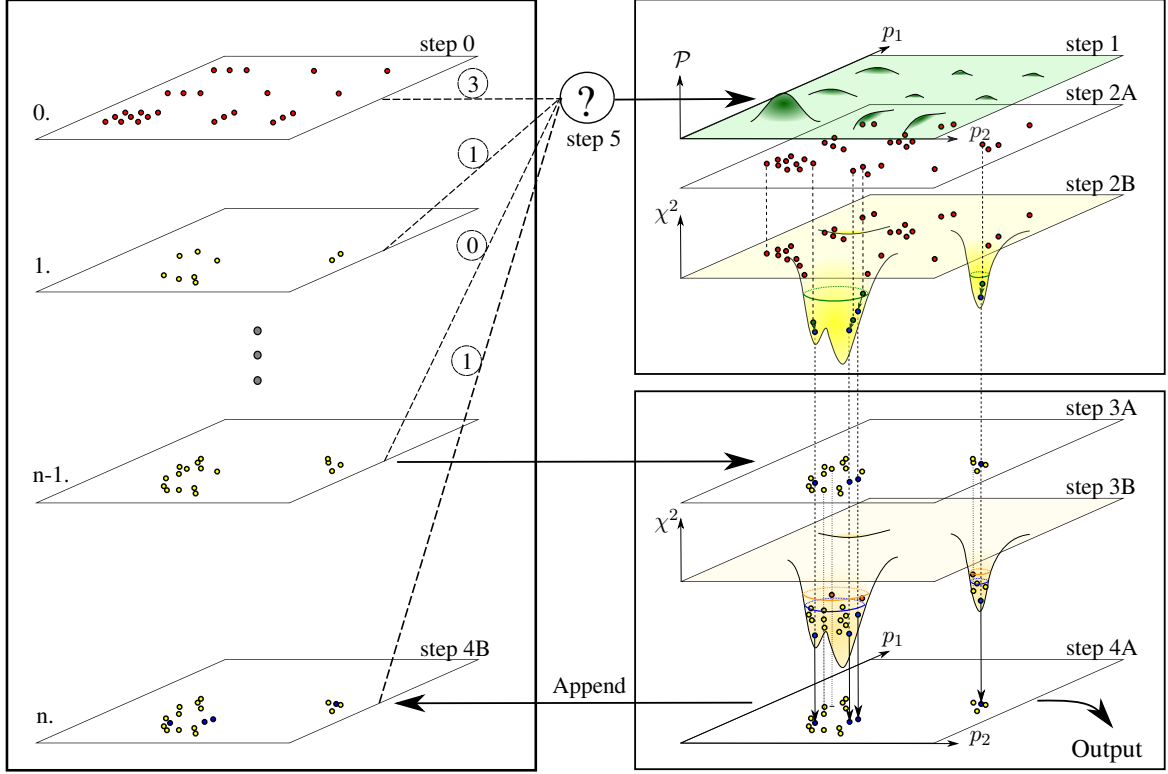 step 0
0.
3
?
step 5
1
1.
0
1
n-1.
step 4B
n.
Append
p1
step 1
𝒫
step 2A
p2
step 2B
χ²
step 3A
step 3B
χ²
p1
step 4A
p2
Output